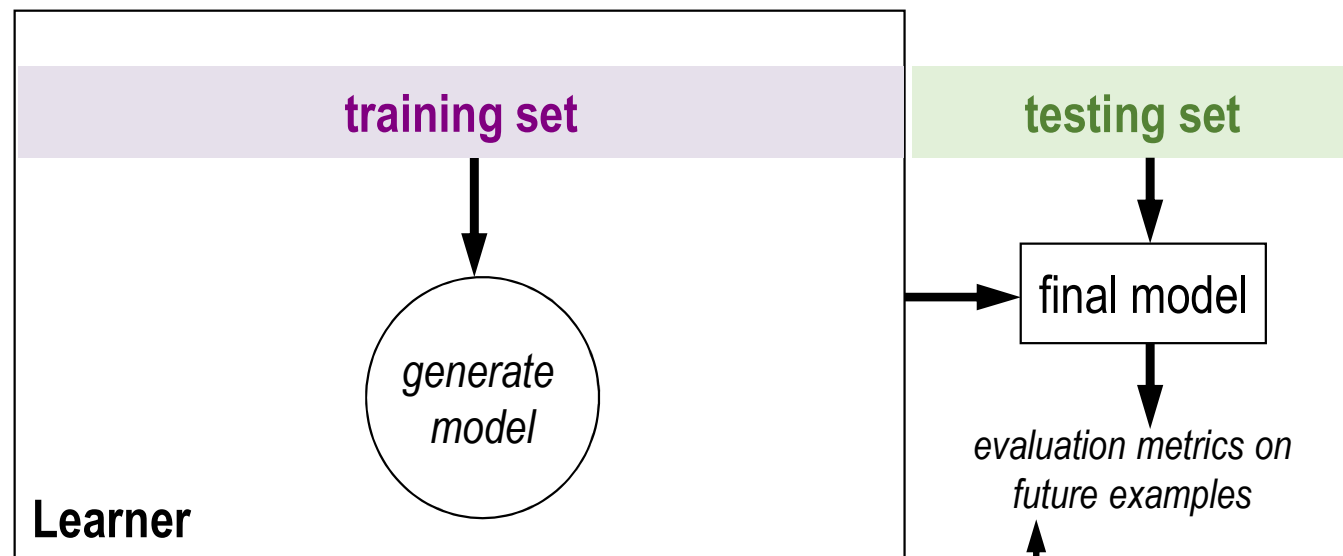 training set
testing set
final model
generate
model
evaluation metrics on
future examples
Learner